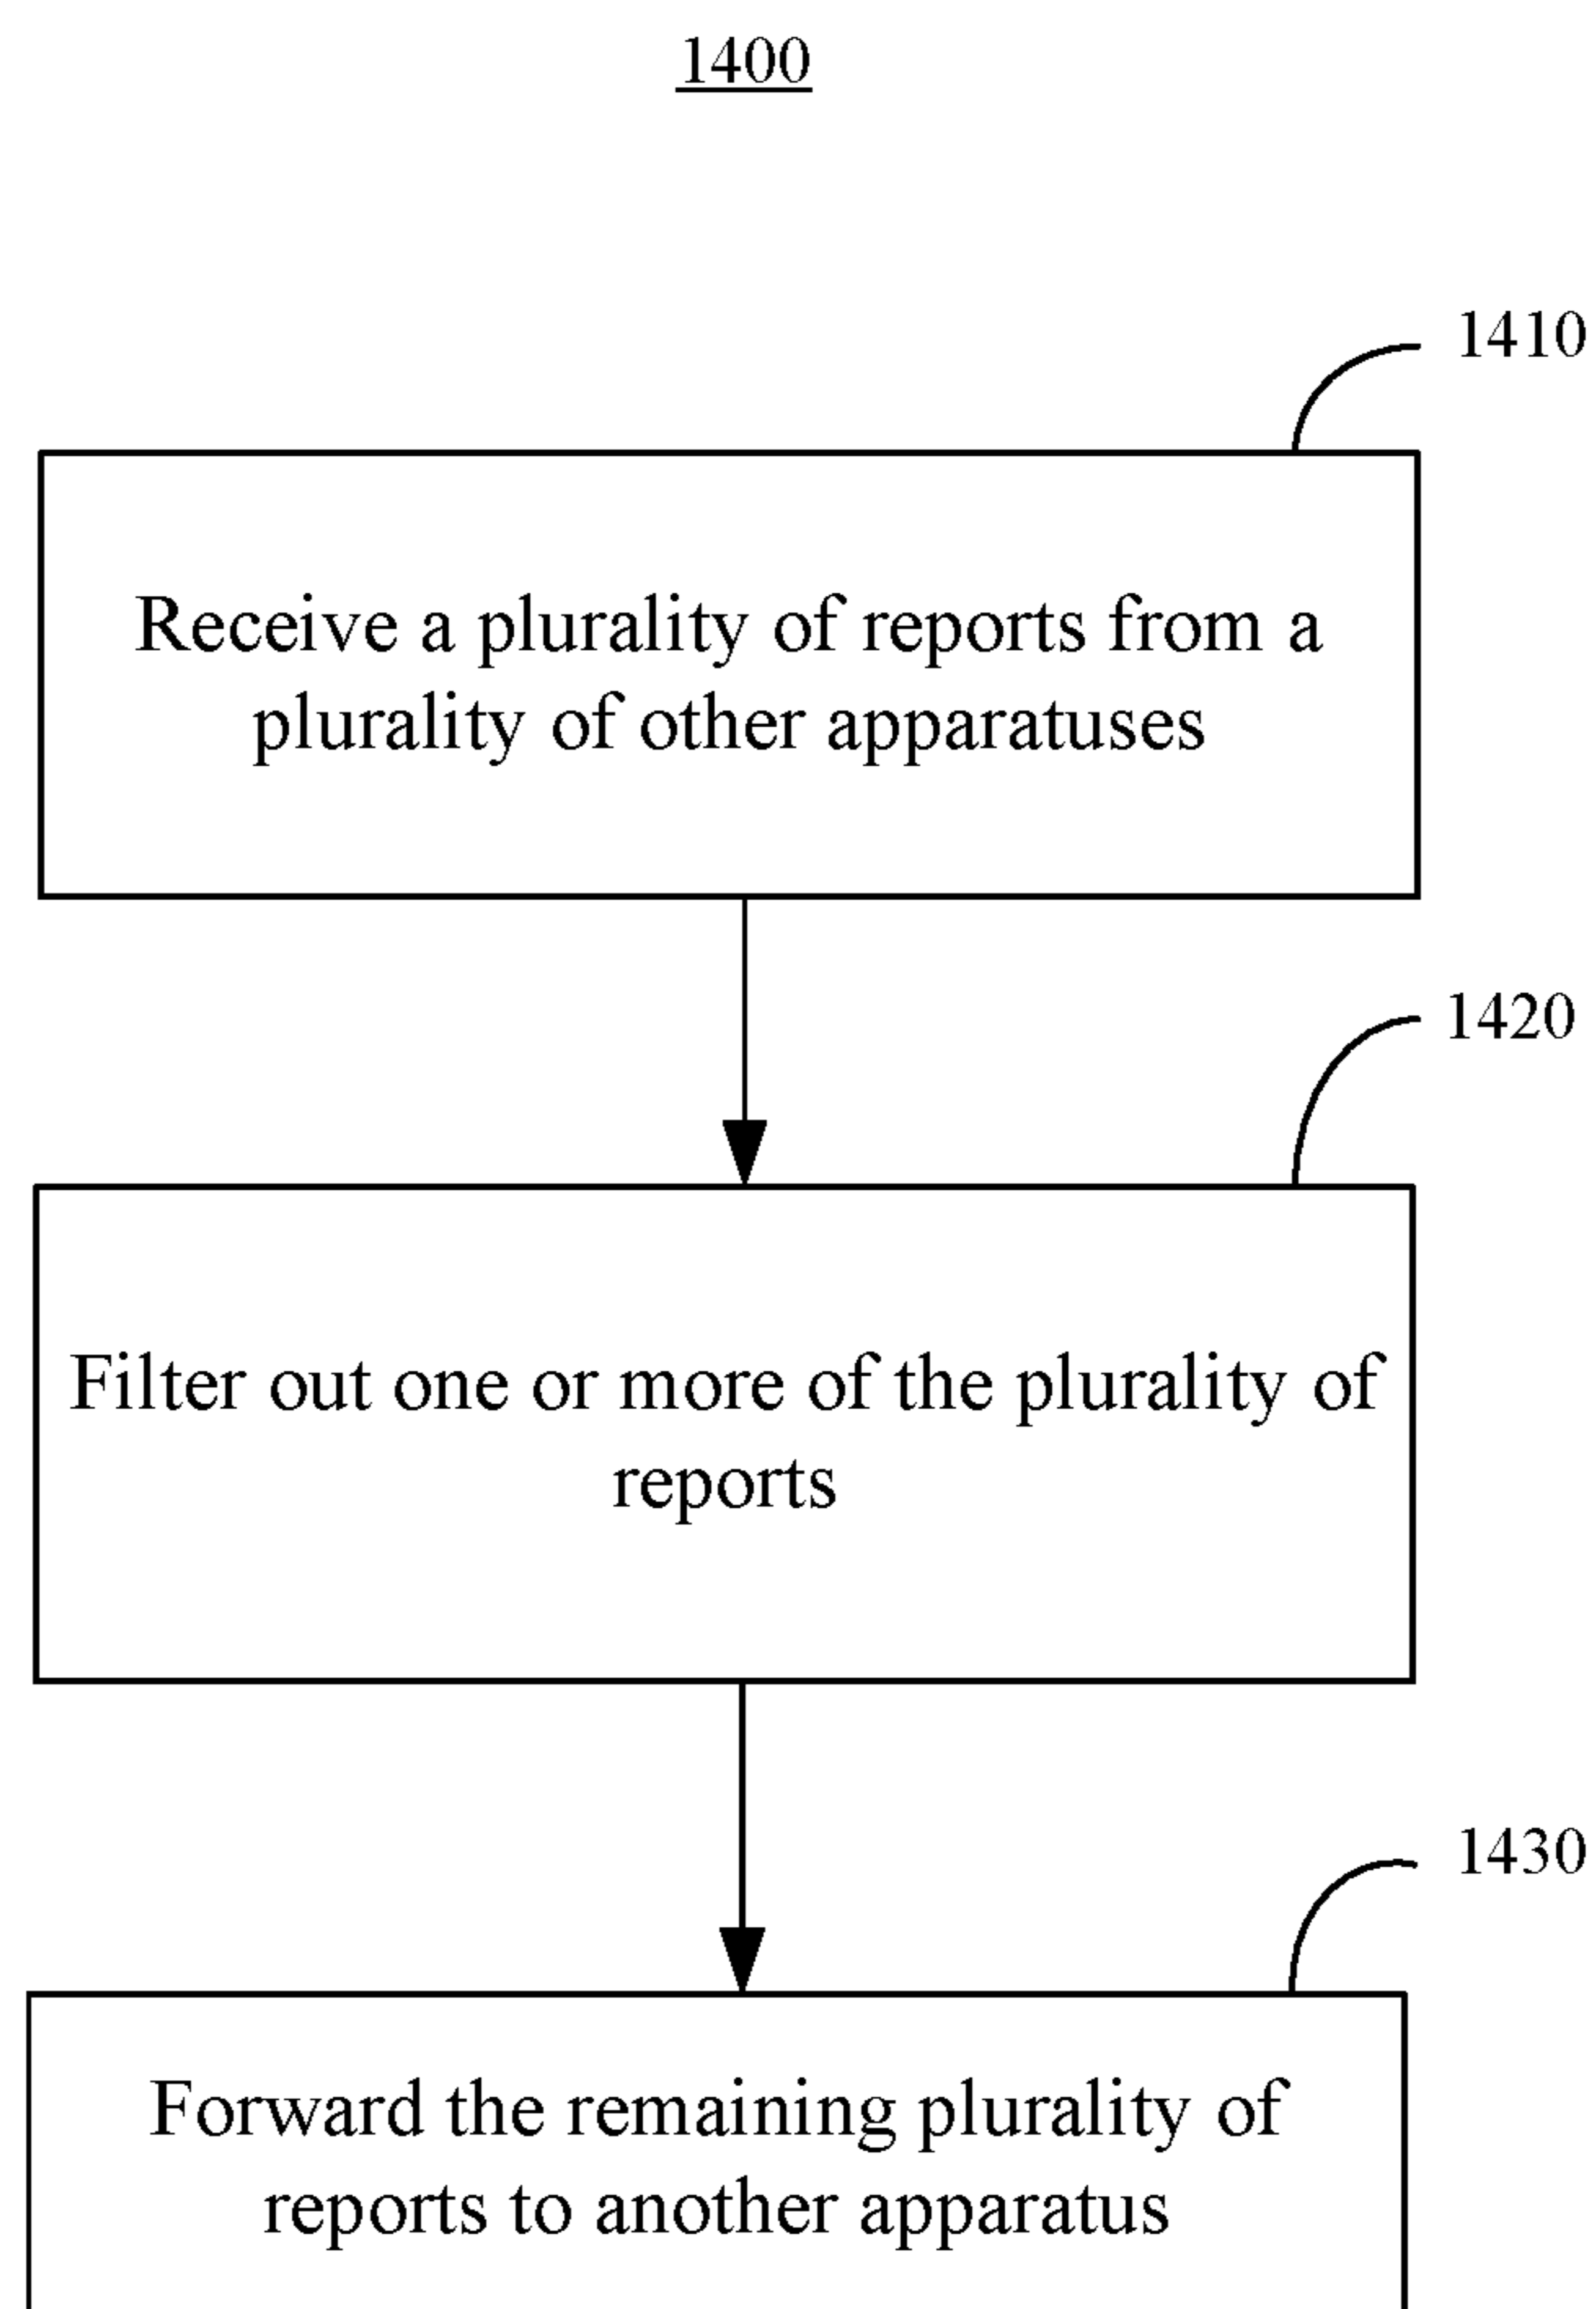 1400
1410
Receive a plurality of reports from a
plurality of other apparatuses
1420
Filter out one or more of the plurality of
reports
1430
Forward the remaining plurality of
reports to another apparatus